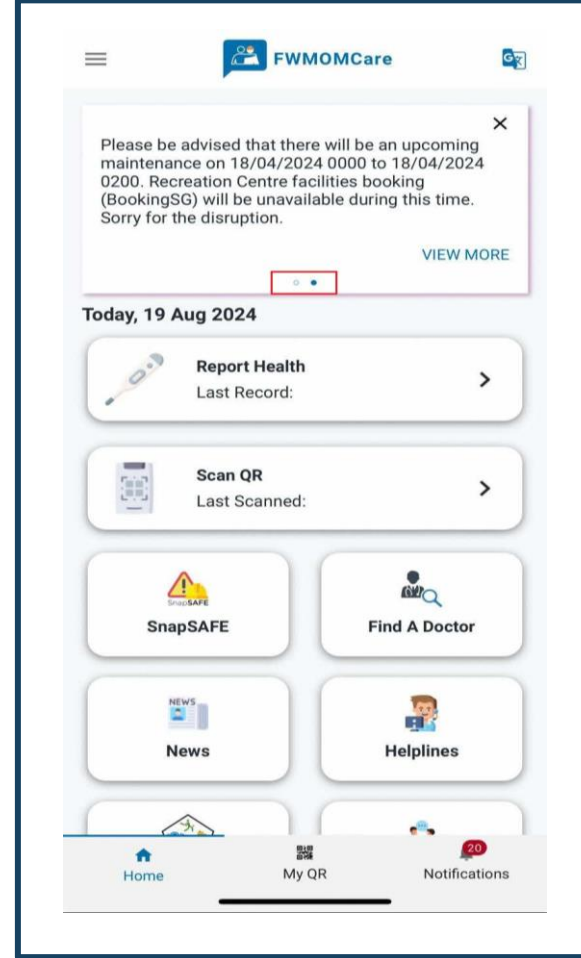 FWMOMCare
Please be advised that there will be an upcoming
maintenance on 18/04/2024 0000 to 18/04/2024
0200. Recreation Centre facilities booking
(BookingSG) will be unavailable during this time.
Sorry for the disruption.
VIEW MORE
Today, 19 Aug 2024
Report Health
Last Record:
Scan QR
Last Scanned:
SnapSAFE
SnapSAFE
Find A Doctor
NEWS
News
Helplines
20
Home
My QR
Notifications